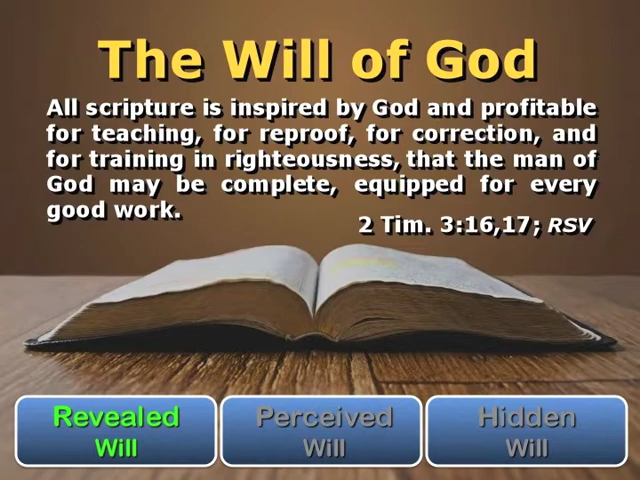 The Will of God
All scripture is inspired by God and profitable
for teaching, for reproof, for correction, and
for training in righteousness, that the man of
God may be complete, equipped for every
good work.
2 Tim. 3:16,17; RSV
Revealed
Will
Perceived
Will
Hidden
Will